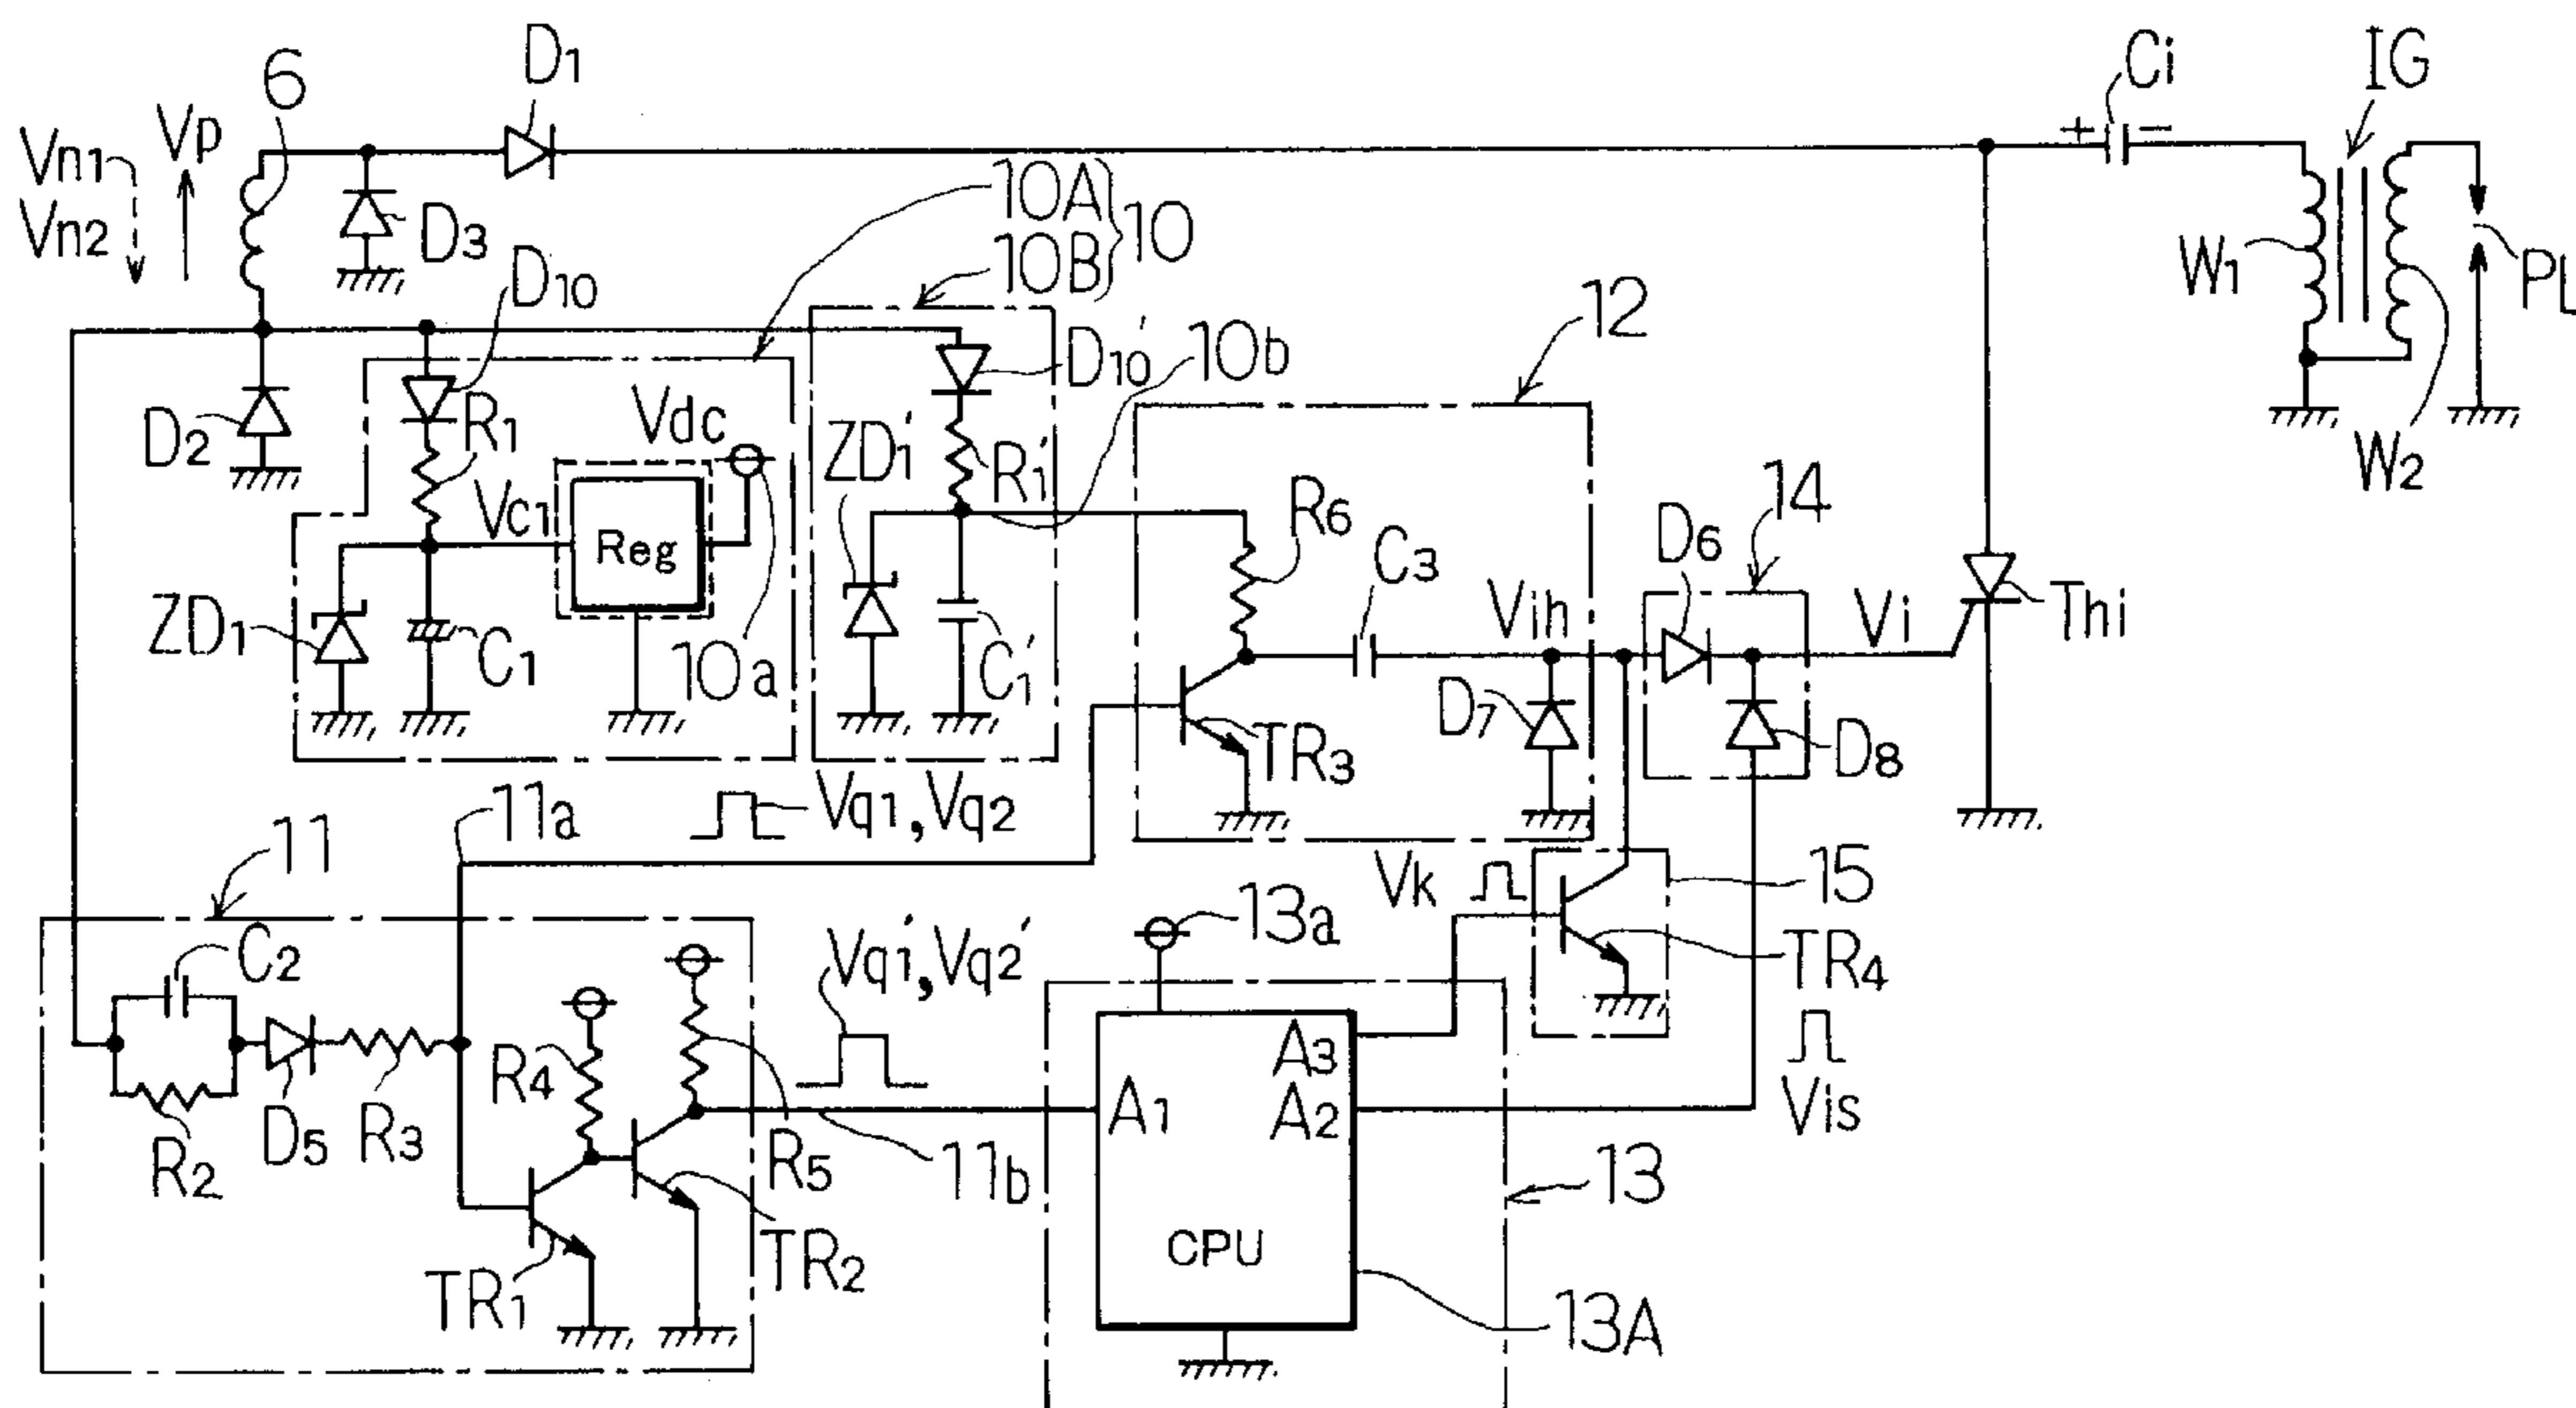 6
D1
Ci
IG
Vn1
Vn2
Vp
D3
10A
10B
10
D10
W1
PL
W2
D2
R1
Vdc
D10'
10b
12
ZD1'
R1'
Vc1
Reg
R6
C3
D6
14
ZD1
C1
10a
C1'
Vih
Vi
Thi
D7
TR3
D8
11
11a
Vq1, Vq2
Vk
15
C2
Vq1', Vq2'
13a
TR4
R4
A3
A1
A2
Vis
R2
D5
R3
R5
11b
13
CPU
TR1
TR2
13A
+
−